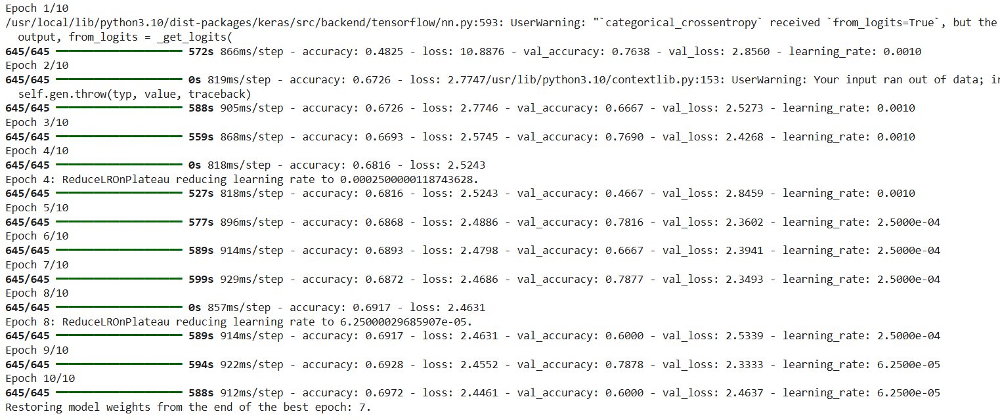 Epoch 1/10
/usr/local/lib/python3.10/dist-packages/keras/src/backend/tensorflow/nn.py:593: UserWarning: "`categorical_crossentropy` received `from_logits=True`, but the
output, from_logits = _get_logits(
645/645 ━━━━━━━━━━━━━━━━━━━━ 572s 866ms/step - accuracy: 0.4825 - loss: 10.8876 - val_accuracy: 0.7638 - val_loss: 2.8560 - learning_rate: 0.0010
Epoch 2/10
645/645 ━━━━━━━━━━━━━━━━━━━━ 0s 819ms/step - accuracy: 0.6726 - loss: 2.7747/usr/lib/python3.10/contextlib.py:153: UserWarning: Your input ran out of data; in
self.gen.throw(typ, value, traceback)
645/645 ━━━━━━━━━━━━━━━━━━━━ 588s 905ms/step - accuracy: 0.6726 - loss: 2.7746 - val_accuracy: 0.6667 - val_loss: 2.5273 - learning_rate: 0.0010
Epoch 3/10
645/645 ━━━━━━━━━━━━━━━━━━━━ 559s 868ms/step - accuracy: 0.6693 - loss: 2.5745 - val_accuracy: 0.7690 - val_loss: 2.4268 - learning_rate: 0.0010
Epoch 4/10
645/645 ━━━━━━━━━━━━━━━━━━━━ 0s 818ms/step - accuracy: 0.6816 - loss: 2.5243
Epoch 4: ReduceLROnPlateau reducing learning rate to 0.0002500000118743628.
645/645 ━━━━━━━━━━━━━━━━━━━━ 527s 818ms/step - accuracy: 0.6816 - loss: 2.5243 - val_accuracy: 0.4667 - val_loss: 2.8459 - learning_rate: 0.0010
Epoch 5/10
645/645 ━━━━━━━━━━━━━━━━━━━━ 577s 896ms/step - accuracy: 0.6868 - loss: 2.4886 - val_accuracy: 0.7816 - val_loss: 2.3602 - learning_rate: 2.5000e-04
Epoch 6/10
645/645 ━━━━━━━━━━━━━━━━━━━━ 589s 914ms/step - accuracy: 0.6893 - loss: 2.4798 - val_accuracy: 0.6667 - val_loss: 2.3941 - learning_rate: 2.5000e-04
Epoch 7/10
645/645 ━━━━━━━━━━━━━━━━━━━━ 599s 929ms/step - accuracy: 0.6872 - loss: 2.4686 - val_accuracy: 0.7877 - val_loss: 2.3493 - learning_rate: 2.5000e-04
Epoch 8/10
645/645 ━━━━━━━━━━━━━━━━━━━━ 0s 857ms/step - accuracy: 0.6917 - loss: 2.4631
Epoch 8: ReduceLROnPlateau reducing learning rate to 6.25000029685907e-05.
645/645 ━━━━━━━━━━━━━━━━━━━━ 589s 914ms/step - accuracy: 0.6917 - loss: 2.4631 - val_accuracy: 0.6000 - val_loss: 2.5339 - learning_rate: 2.5000e-04
Epoch 9/10
645/645 ━━━━━━━━━━━━━━━━━━━━ 594s 922ms/step - accuracy: 0.6928 - loss: 2.4552 - val_accuracy: 0.7878 - val_loss: 2.3333 - learning_rate: 6.2500e-05
Epoch 10/10
645/645 ━━━━━━━━━━━━━━━━━━━━ 588s 912ms/step - accuracy: 0.6972 - loss: 2.4461 - val_accuracy: 0.6000 - val_loss: 2.4637 - learning_rate: 6.2500e-05
Restoring model weights from the end of the best epoch: 7.